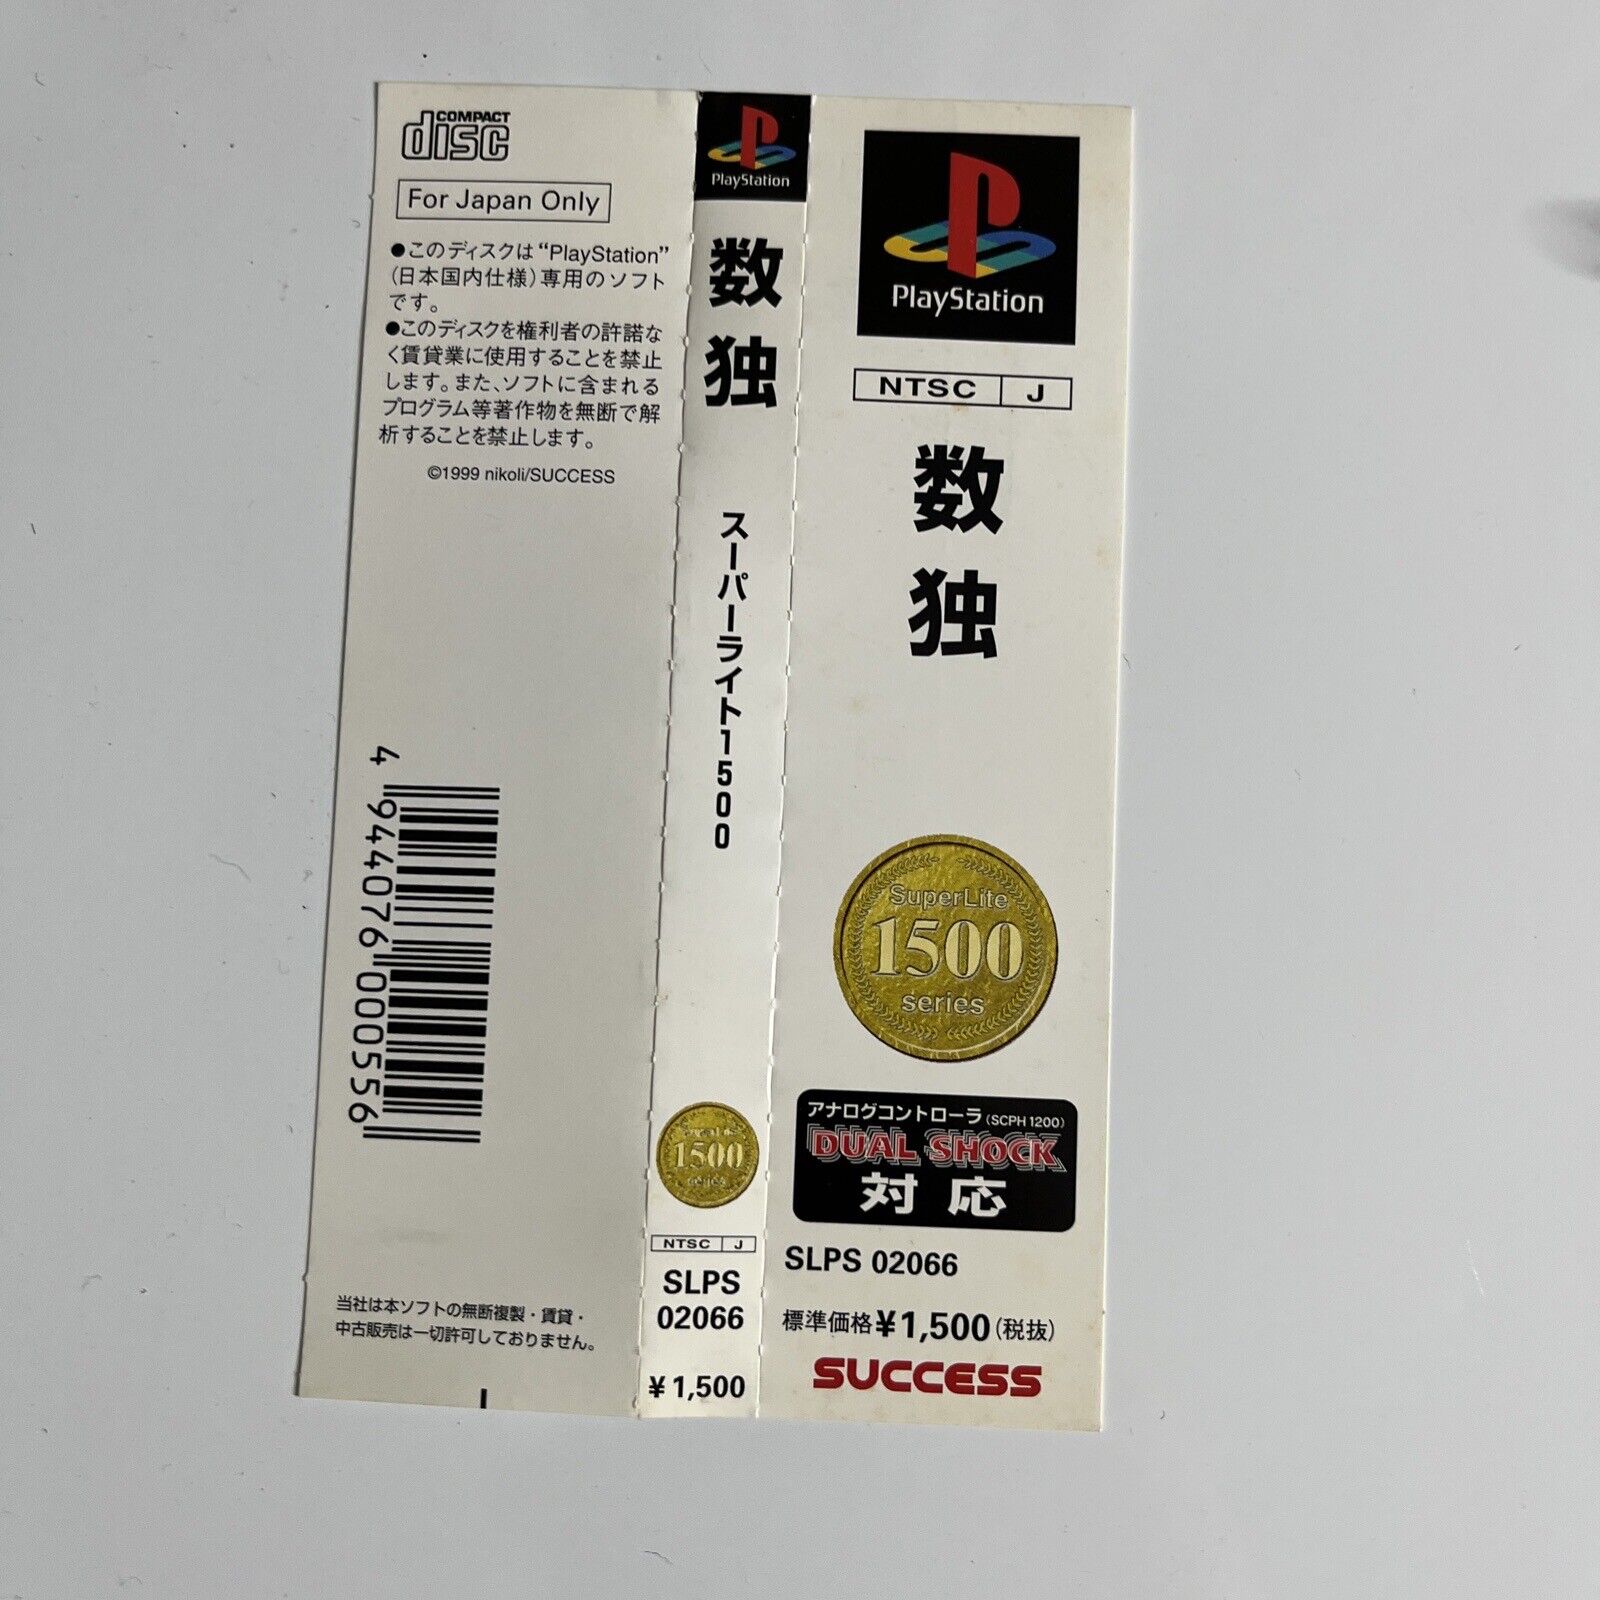 COMPACT
disc
For Japan Only
●このディスクは“PlayStation”
(日本国内仕様)専用のソフト
です。
●このディスクを権利者の許諾な
く賃貸業に使用することを禁止
します。また、ソフトに含まれる
プログラム等著作物を無断で解
析することを禁止します。
©1999 nikoli/SUCCESS
4 944076 000556
当社は本ソフトの無断複製・賃貸・
中古販売は一切許可しておりません。
PlayStation
数独
スーパーライト1500
1500
series
NTSC J
SLPS
02066
¥1,500
PlayStation
NTSC J
数独
SuperLite
1500
series
アナログコントローラ(SCPH 1200)
DUAL SHOCK
対応
SLPS 02066
標準価格¥1,500(税抜)
SUCCESS